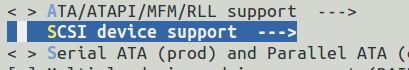 < > ATA/ATAPI/MFM/RLL support  --->
SCSI device support  --->
< > Serial ATA (prod) and Parallel ATA (